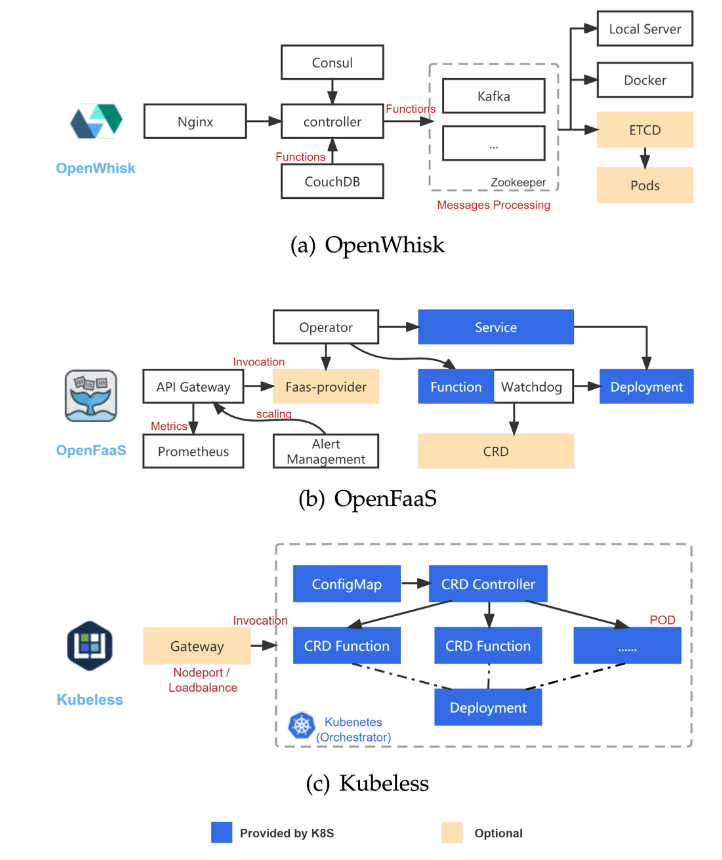 Consul
Local Server
Docker
Nginx
controller
Functions
Kafka
...
Zookeeper
Messages Processing
ETCD
Pods
Functions
CouchDB
OpenWhisk
(a) OpenWhisk
Operator
Service
Invocation
API Gateway
Faas-provider
Function
Watchdog
Deployment
Metrics
scaling
Prometheus
Alert
Management
CRD
OpenFaaS
(b) OpenFaaS
ConfigMap
CRD Controller
Invocation
POD
Gateway
CRD Function
CRD Function
......
Nodeport /
Loadbalance
Deployment
Kubeless
Kubenetes
(Orchestrator)
(c) Kubeless
Provided by K8S
Optional